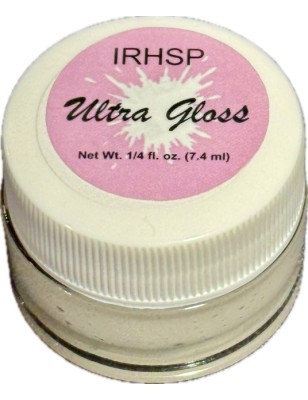 IRHSP
Ultra Gloss
Net Wt. 1/4 fl. oz. (7.4 ml)